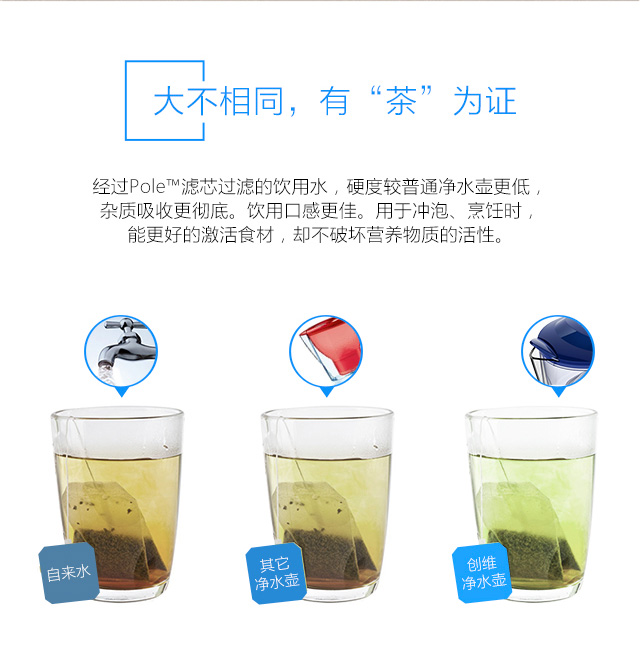 大不相同，有“茶”为证
经过Pole™滤芯过滤的饮用水，硬度较普通净水壶更低，
杂质吸收更彻底。饮用口感更佳。用于冲泡、烹饪时，
能更好的激活食材，却不破坏营养物质的活性。
自来水
其它
净水壶
创维
净水壶